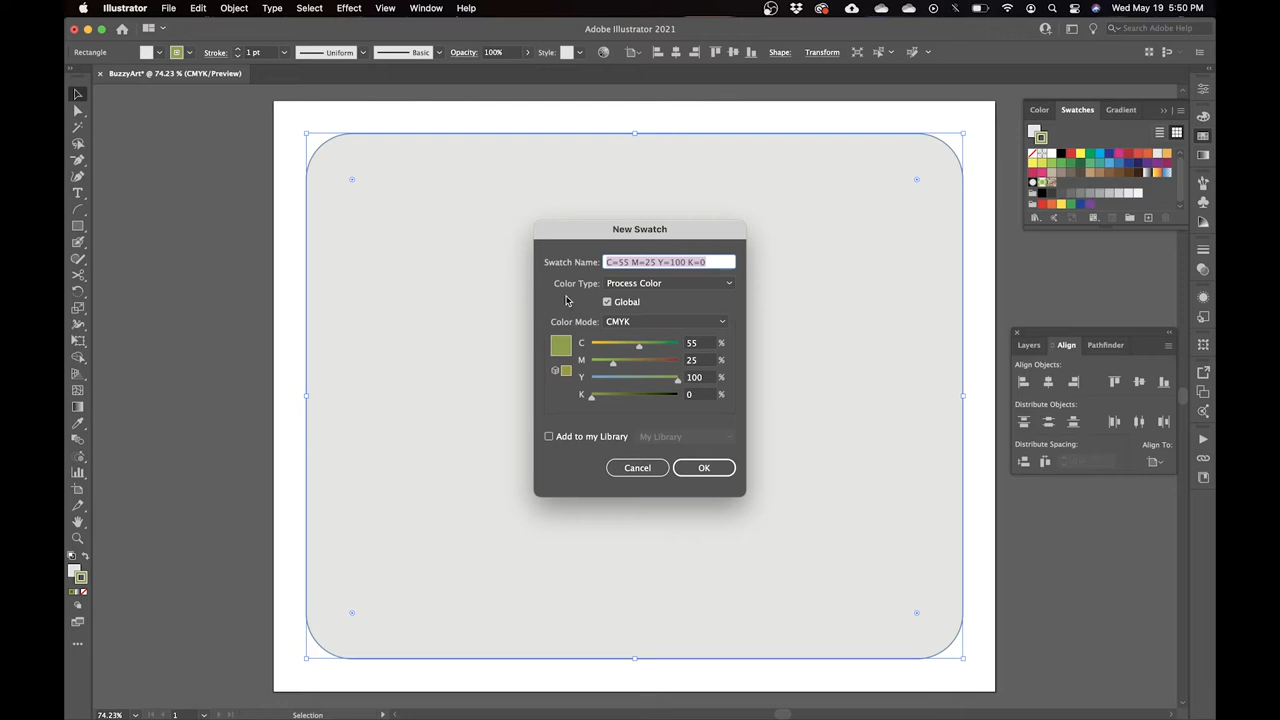 Illustrator File Edit Object Type Select Effect View Window Help Wed May 19 5:50 PM
Adobe Illustrator 2021 Search Adobe Help
Rectangle Stroke: 1 pt Uniform Basic Opacity: 100% Style: Shape: Transform
× BuzzyArt* @ 74.23 % (CMYK/Preview)
Color Swatches Gradient
New Swatch
Swatch Name: C=55 M=25 Y=100 K=0
Color Type: Process Color
Global
Color Mode: CMYK
C 55 %
M 25 %
Y 100 %
K 0 %
Add to my Library My Library
Cancel OK
Layers Align Pathfinder
Align Objects:
Distribute Objects:
Distribute Spacing: Align To:
74.23% 1 Selection